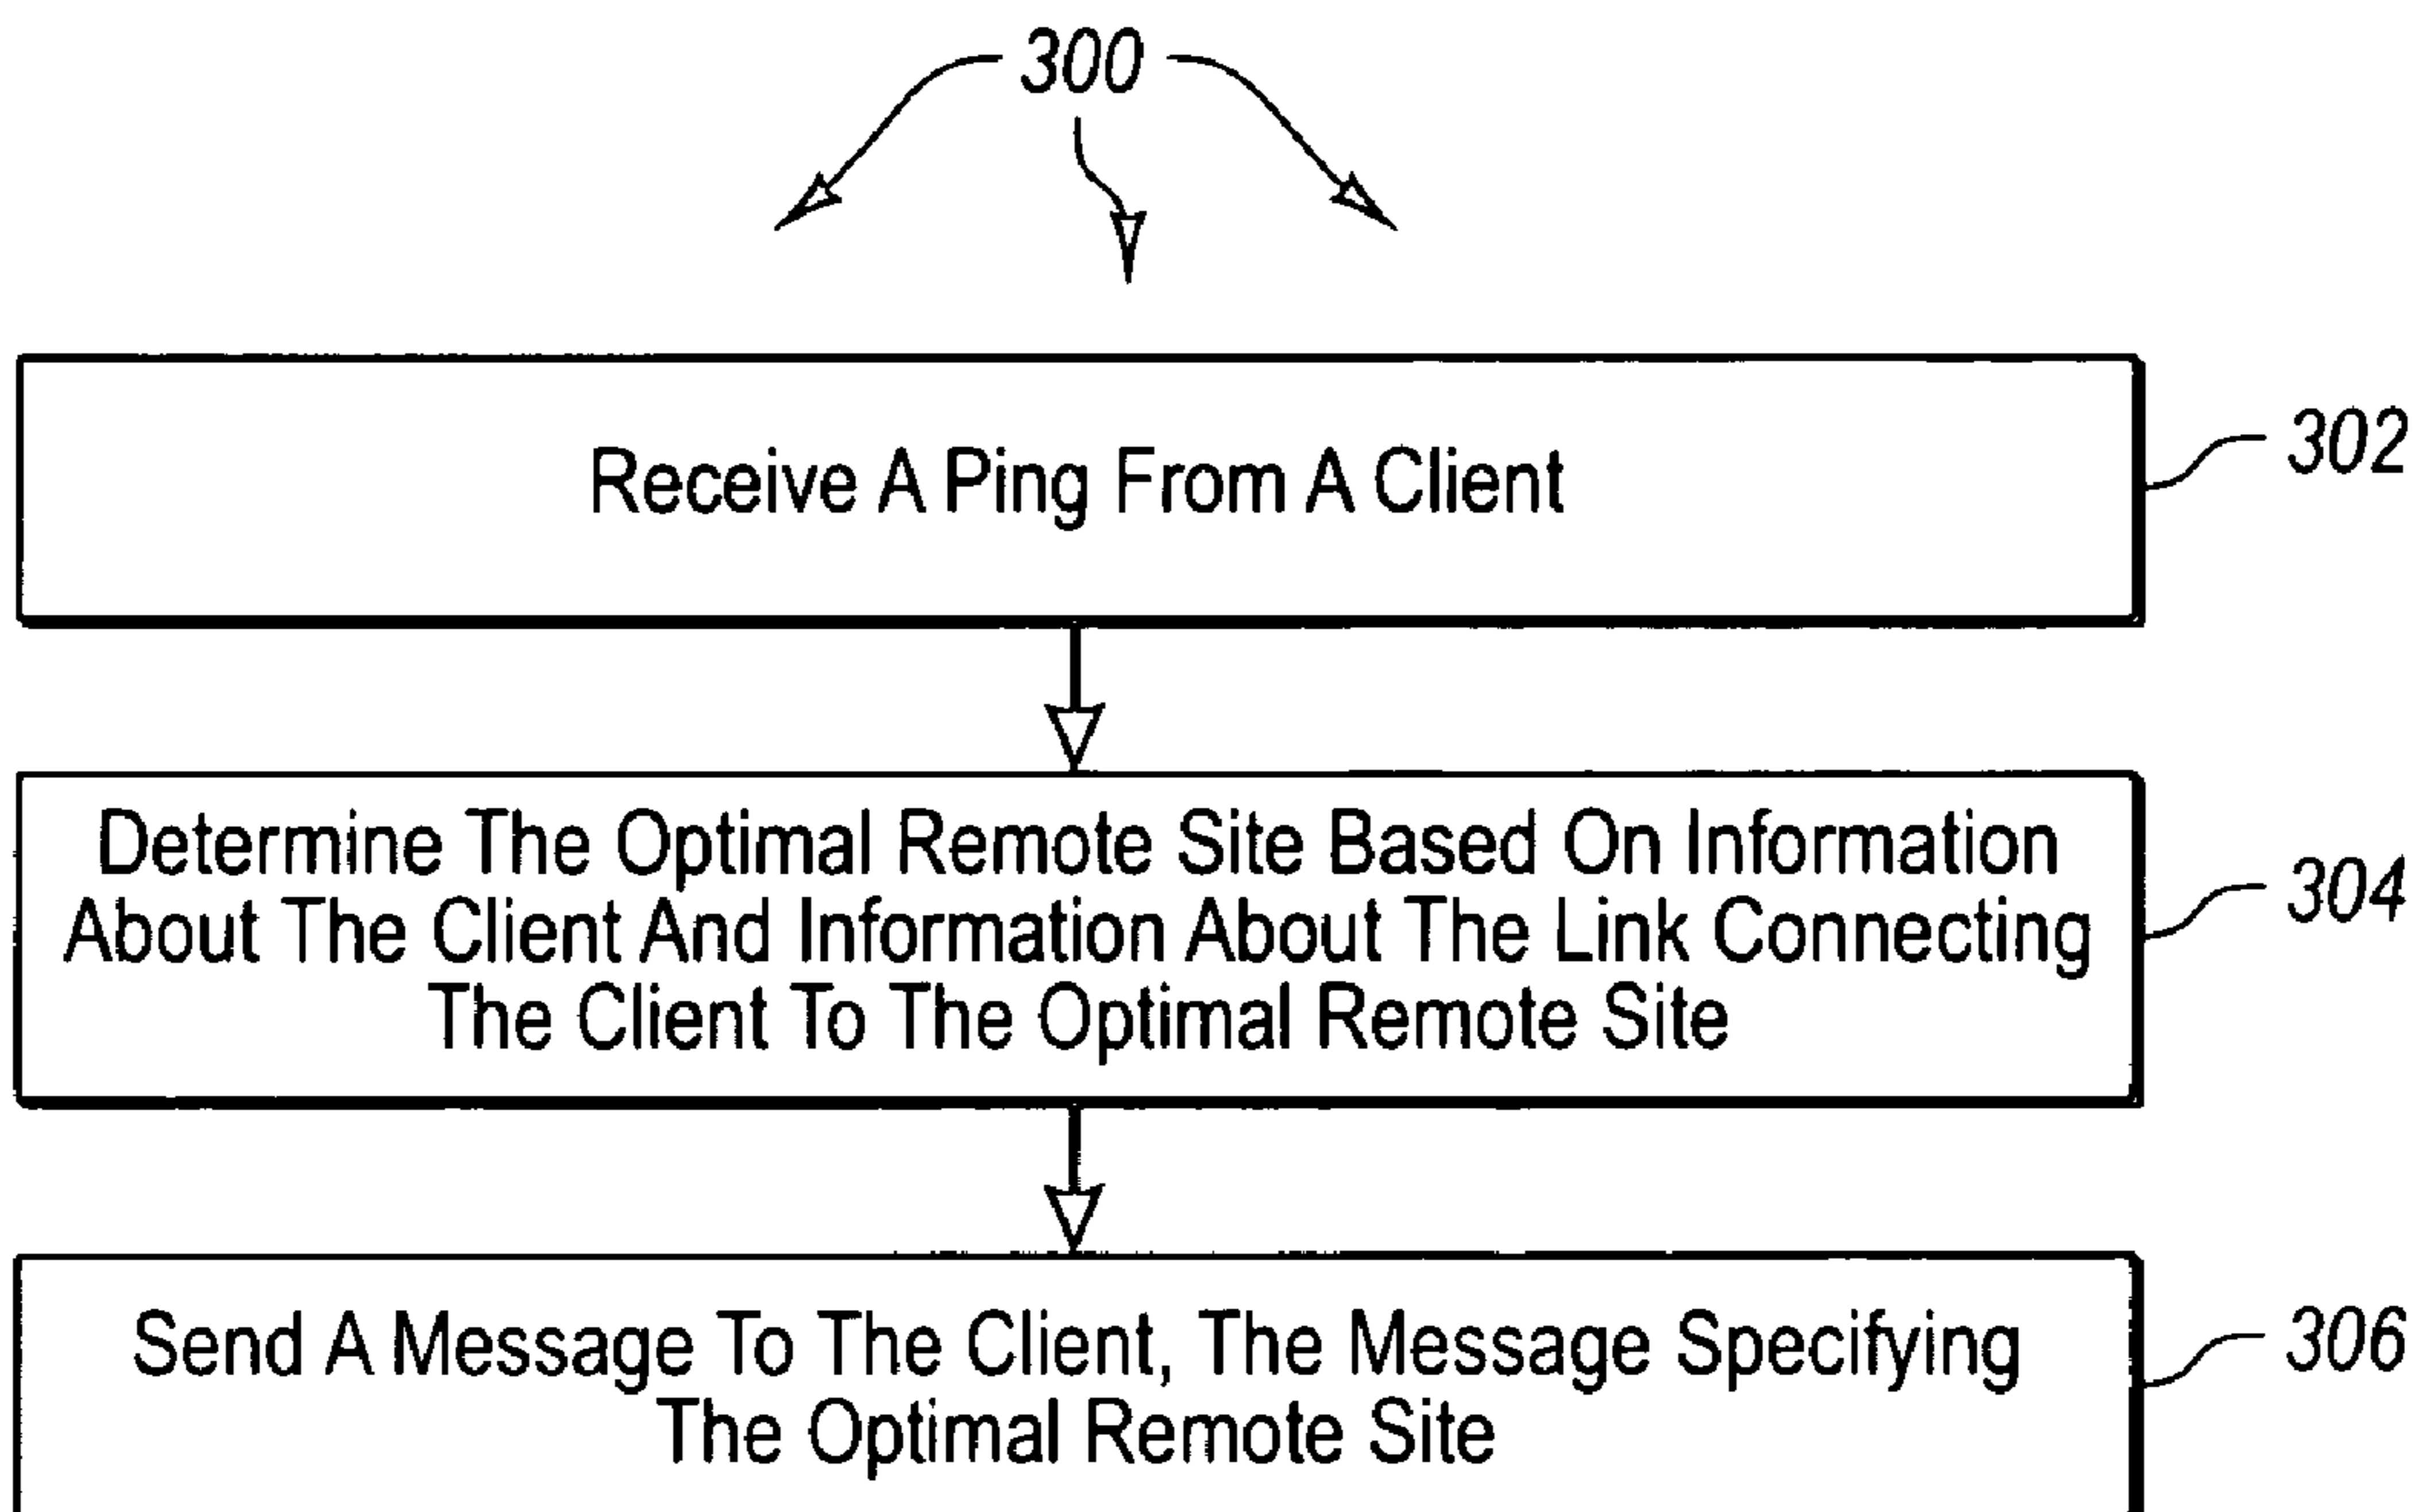 300
Receive A Ping From A Client
302
Determine The Optimal Remote Site Based On Information
About The Client And Information About The Link Connecting
The Client To The Optimal Remote Site
304
Send A Message To The Client, The Message Specifying
The Optimal Remote Site
306